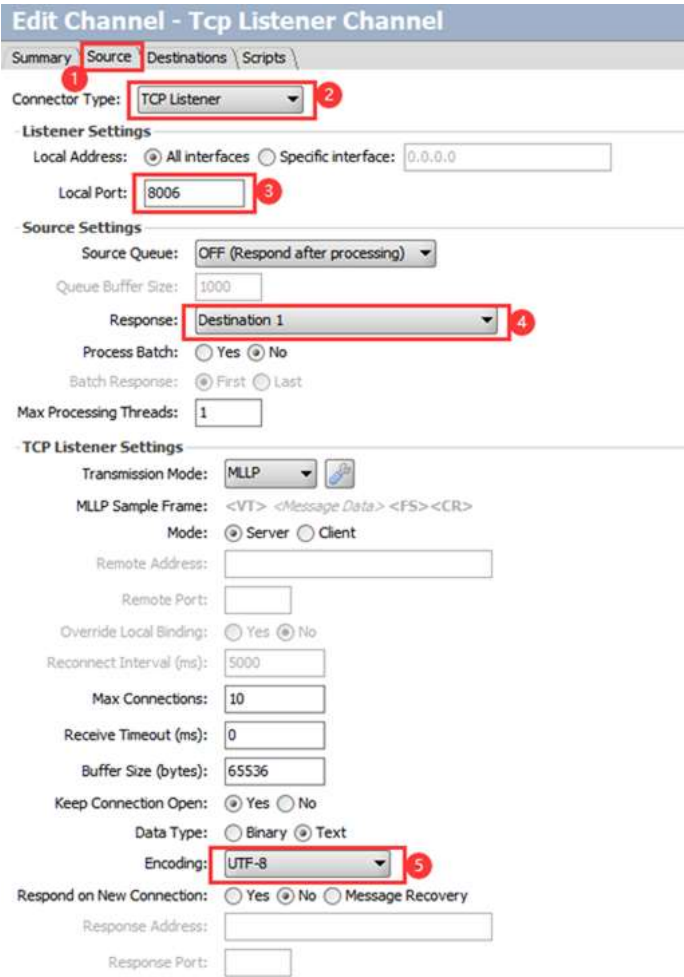 Edit Channel - Tcp Listener Channel
Summary Source Destinations Scripts
1
Connector Type: TCP Listener 2
Listener Settings
Local Address: All interfaces Specific interface: 0.0.0.0
Local Port: 8006 3
Source Settings
Source Queue: OFF (Respond after processing)
Queue Buffer Size: 1000
Response: Destination 1 4
Process Batch: Yes No
Batch Response: First Last
Max Processing Threads: 1
TCP Listener Settings
Transmission Mode: MLLP
MLLP Sample Frame: <VT> <Message Data> <FS><CR>
Mode: Server Client
Remote Address:
Remote Port:
Override Local Binding: Yes No
Reconnect Interval (ms): 5000
Max Connections: 10
Receive Timeout (ms): 0
Buffer Size (bytes): 65536
Keep Connection Open: Yes No
Data Type: Binary Text
Encoding: UTF-8 5
Respond on New Connection: Yes No Message Recovery
Response Address:
Response Port: